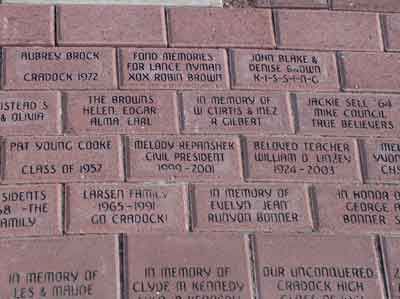 AUBREY BROCK
CRADOCK 1972
FOND MEMORIES
FOR LANCE NYMAN
XOX ROBIN BROWN
JOHN BLAKE &
DENISE BROWN
K-I-S-S-I-N-G
STEAD S
& OLIVIA
THE BROWNS
HELEN, EDGAR,
ALMA, EARL
IN MEMORY OF
W CURTIS & INEZ
R GILBERT
JACKIE SELL '64
MIKE COUNCIL
TRUE BELIEVERS
PAT YOUNG COOKE
CLASS OF 1957
MELODY REPANSHEK
CIVIL PRESIDENT
1999-2001
BELOVED TEACHER
WILLIAM D LINZEY
1924-2003
SIDENTS
68 -THE
FAMILY
LARSEN FAMILY
1965-1991
GO CRADOCK!
IN MEMORY OF
EVELYN "JEAN"
RUNYON BONNER
IN HONOR O
GEORGE
BONNER S
IN MEMORY OF
LES & MAUDE
IN MEMORY OF
CLYDE M KENNEDY
OUR UNCONQUERED
CRADOCK HIGH